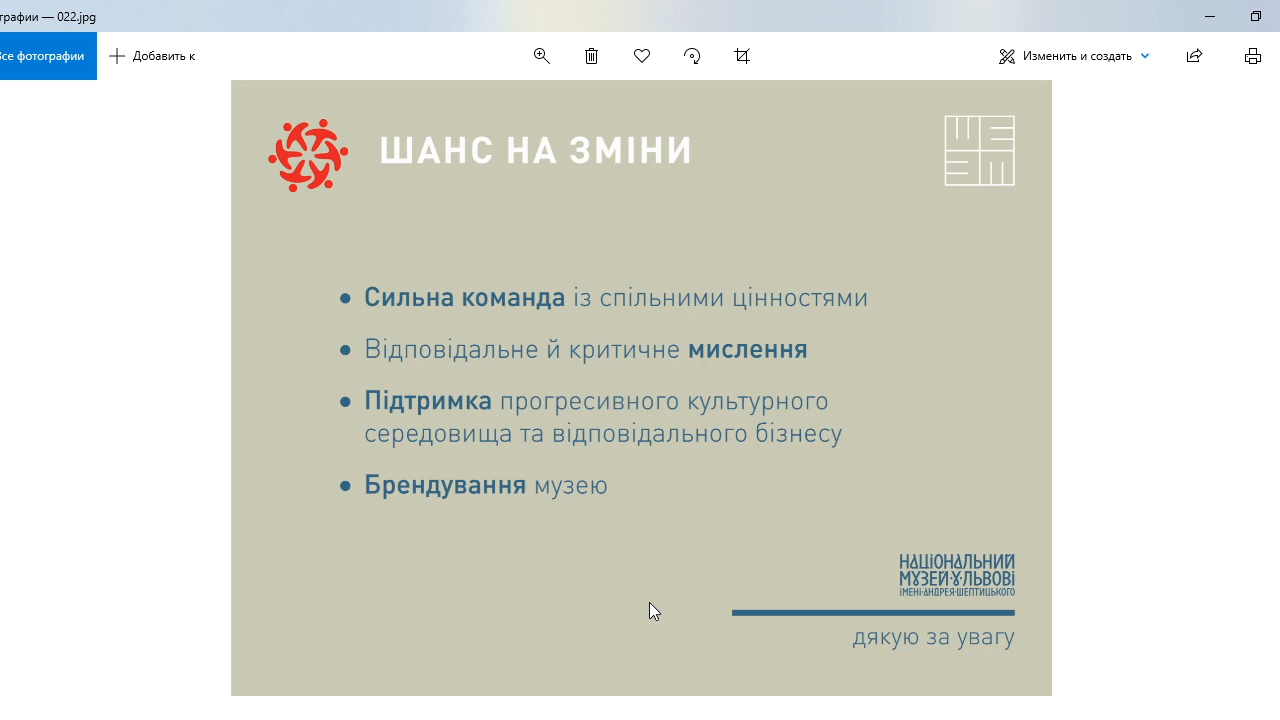 графии — 022.jpg
все фотографии
Добавить к
Изменить и создать
ШАНС НА ЗМІНИ
• Сильна команда із спільними цінностями
• Відповідальне й критичне мислення
• Підтримка прогресивного культурного
середовища та відповідального бізнесу
• Брендування музею
НАЦІОНАЛЬНИЙ
МУЗЕЙ·У·ЛЬВОВІ
ІМЕНІ·АНДРЕЯ·ШЕПТИЦЬКОГО
дякую за увагу